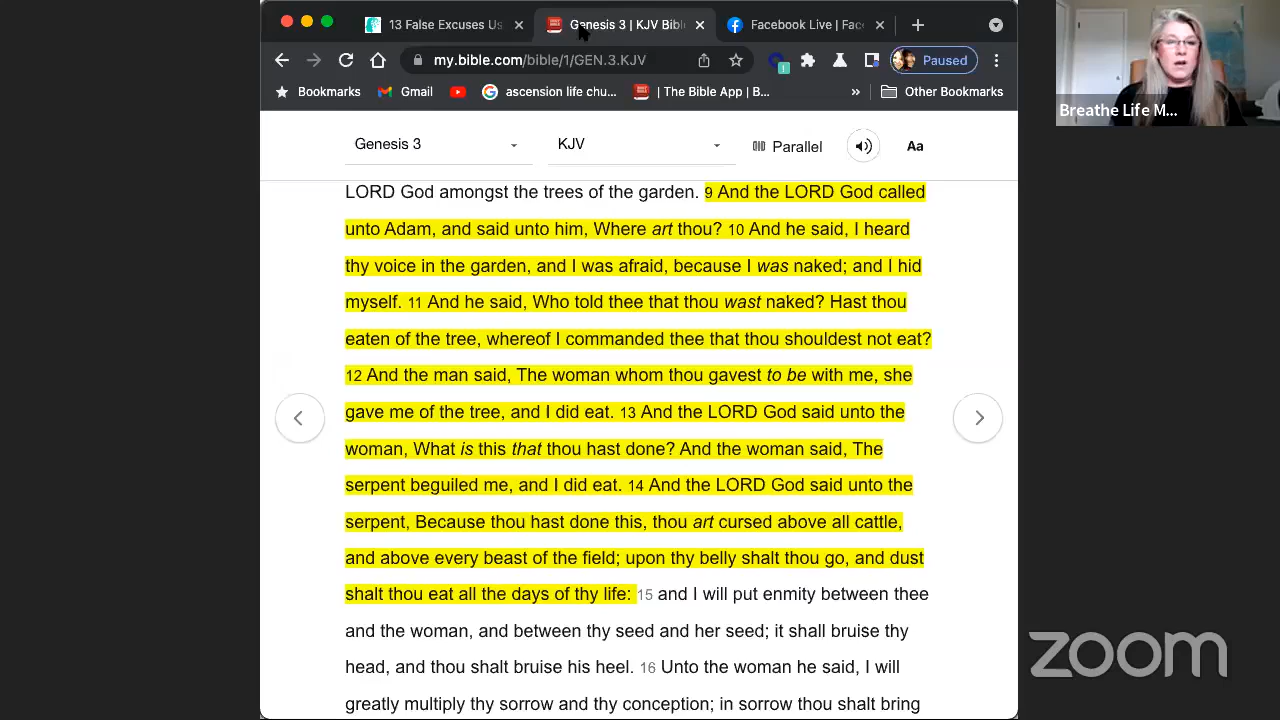 13 False Excuses Us
Genesis 3 | KJV Bibl
Facebook Live | Fac
my.bible.com/bible/1/GEN.3.KJV
Paused
Bookmarks
Gmail
ascension life chu...
| The Bible App | B...
»
Other Bookmarks
Breathe Life M...
Genesis 3
KJV
Parallel
Aa
LORD God amongst the trees of the garden. 9 And the LORD God called
unto Adam, and said unto him, Where art thou? 10 And he said, I heard
thy voice in the garden, and I was afraid, because I was naked; and I hid
myself. 11 And he said, Who told thee that thou wast naked? Hast thou
eaten of the tree, whereof I commanded thee that thou shouldest not eat?
12 And the man said, The woman whom thou gavest to be with me, she
gave me of the tree, and I did eat. 13 And the LORD God said unto the
woman, What is this that thou hast done? And the woman said, The
serpent beguiled me, and I did eat. 14 And the LORD God said unto the
serpent, Because thou hast done this, thou art cursed above all cattle,
and above every beast of the field; upon thy belly shalt thou go, and dust
shalt thou eat all the days of thy life: 15 and I will put enmity between thee
and the woman, and between thy seed and her seed; it shall bruise thy
head, and thou shalt bruise his heel. 16 Unto the woman he said, I will
greatly multiply thy sorrow and thy conception; in sorrow thou shalt bring
zoom